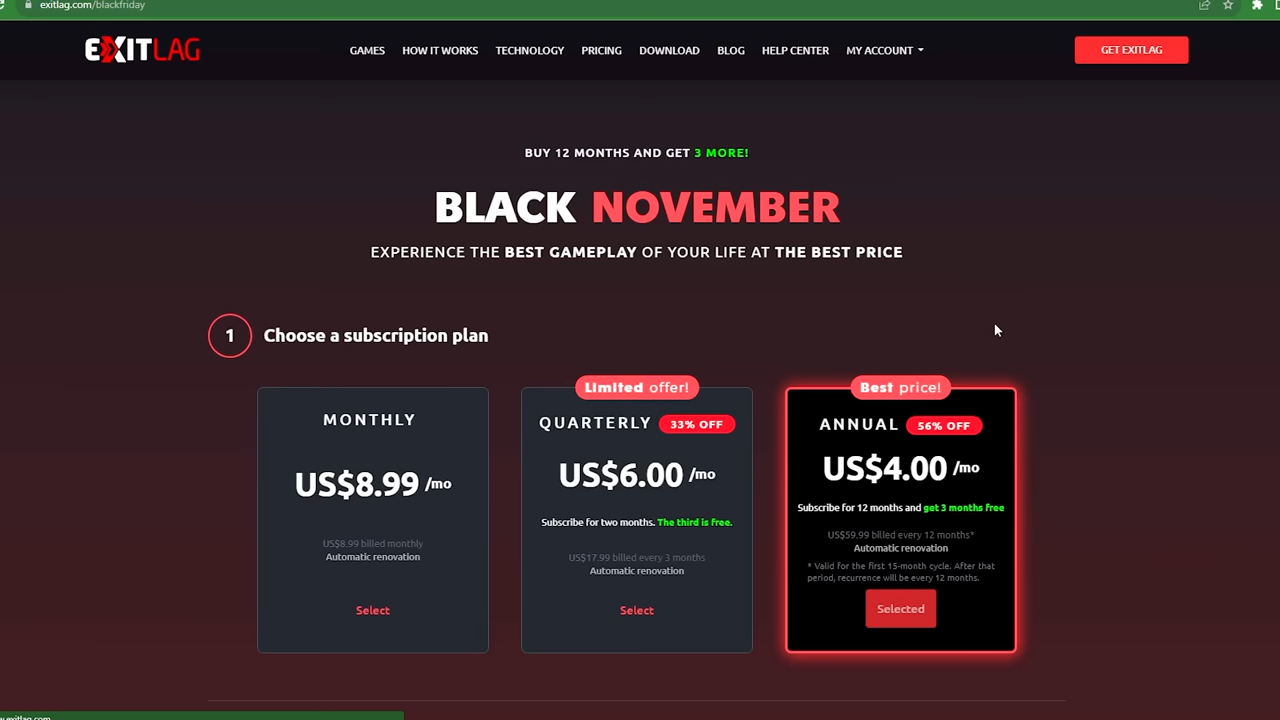 exitlag.com/blackfriday
EXITLAG
GAMES HOW IT WORKS TECHNOLOGY PRICING DOWNLOAD BLOG HELP CENTER MY ACCOUNT
GET EXITLAG
BUY 12 MONTHS AND GET 3 MORE!
BLACK NOVEMBER
EXPERIENCE THE BEST GAMEPLAY OF YOUR LIFE AT THE BEST PRICE
1 Choose a subscription plan
MONTHLY
US$8.99 /mo
US$8.99 billed monthly
Automatic renovation
Select
Limited offer!
QUARTERLY 33% OFF
US$6.00 /mo
Subscribe for two months. The third is free.
US$17.99 billed every 3 months
Automatic renovation
Select
Best price!
ANNUAL 56% OFF
US$4.00 /mo
Subscribe for 12 months and get 3 months free
US$59.99 billed every 12 months*
Automatic renovation
* Valid for the first 15-month cycle. After that
period, recurrence will be every 12 months.
Selected